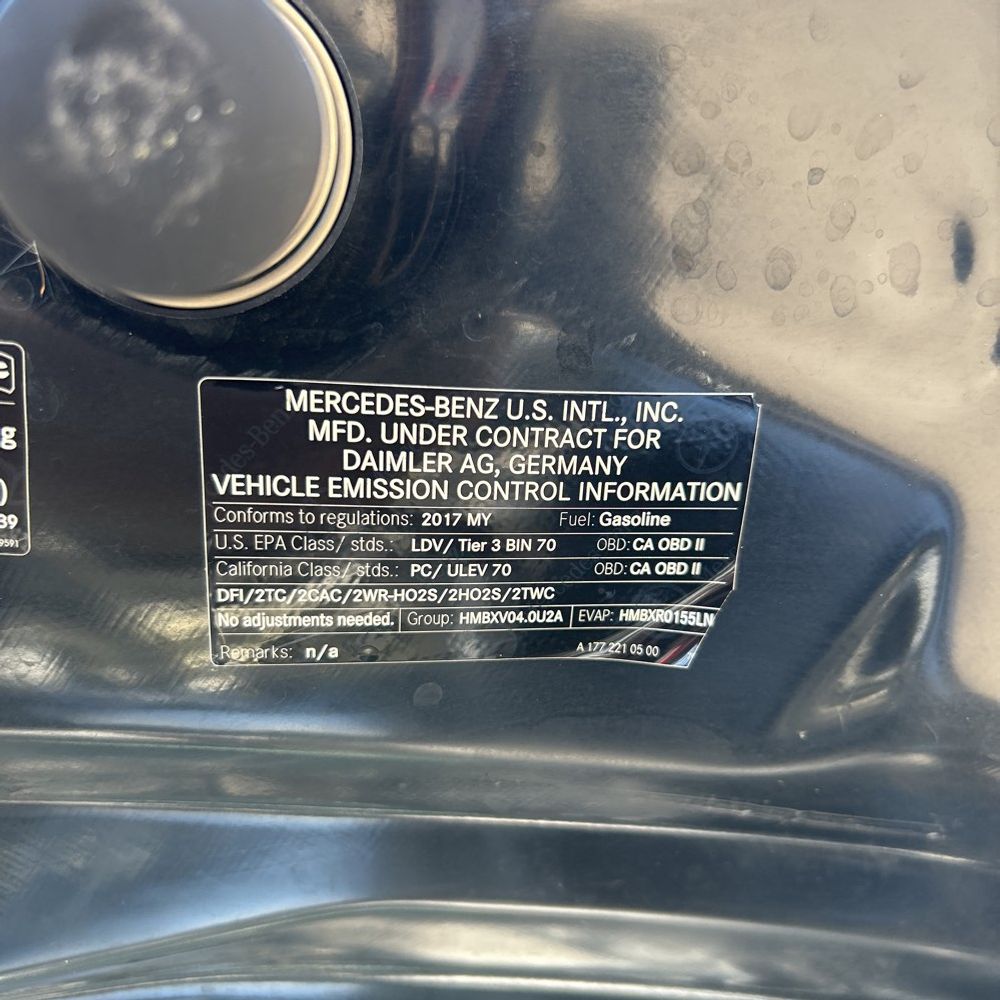 MERCEDES-BENZ U.S. INTL., INC.
MFD. UNDER CONTRACT FOR
DAIMLER AG, GERMANY
VEHICLE EMISSION CONTROL INFORMATION
Conforms to regulations: 2017 MY Fuel: Gasoline
U.S. EPA Class/ stds.: LDV/ Tier 3 BIN 70 OBD: CA OBD II
California Class/ stds.: PC/ ULEV 70 OBD: CA OBD II
DFI/2TC/2CAC/2WR-HO2S/2HO2S/2TWC
No adjustments needed. Group: HMBXV04.0U2A EVAP: HMBXR0155LN
Remarks: n/a A 177 221 05 00
g
)
39
9591